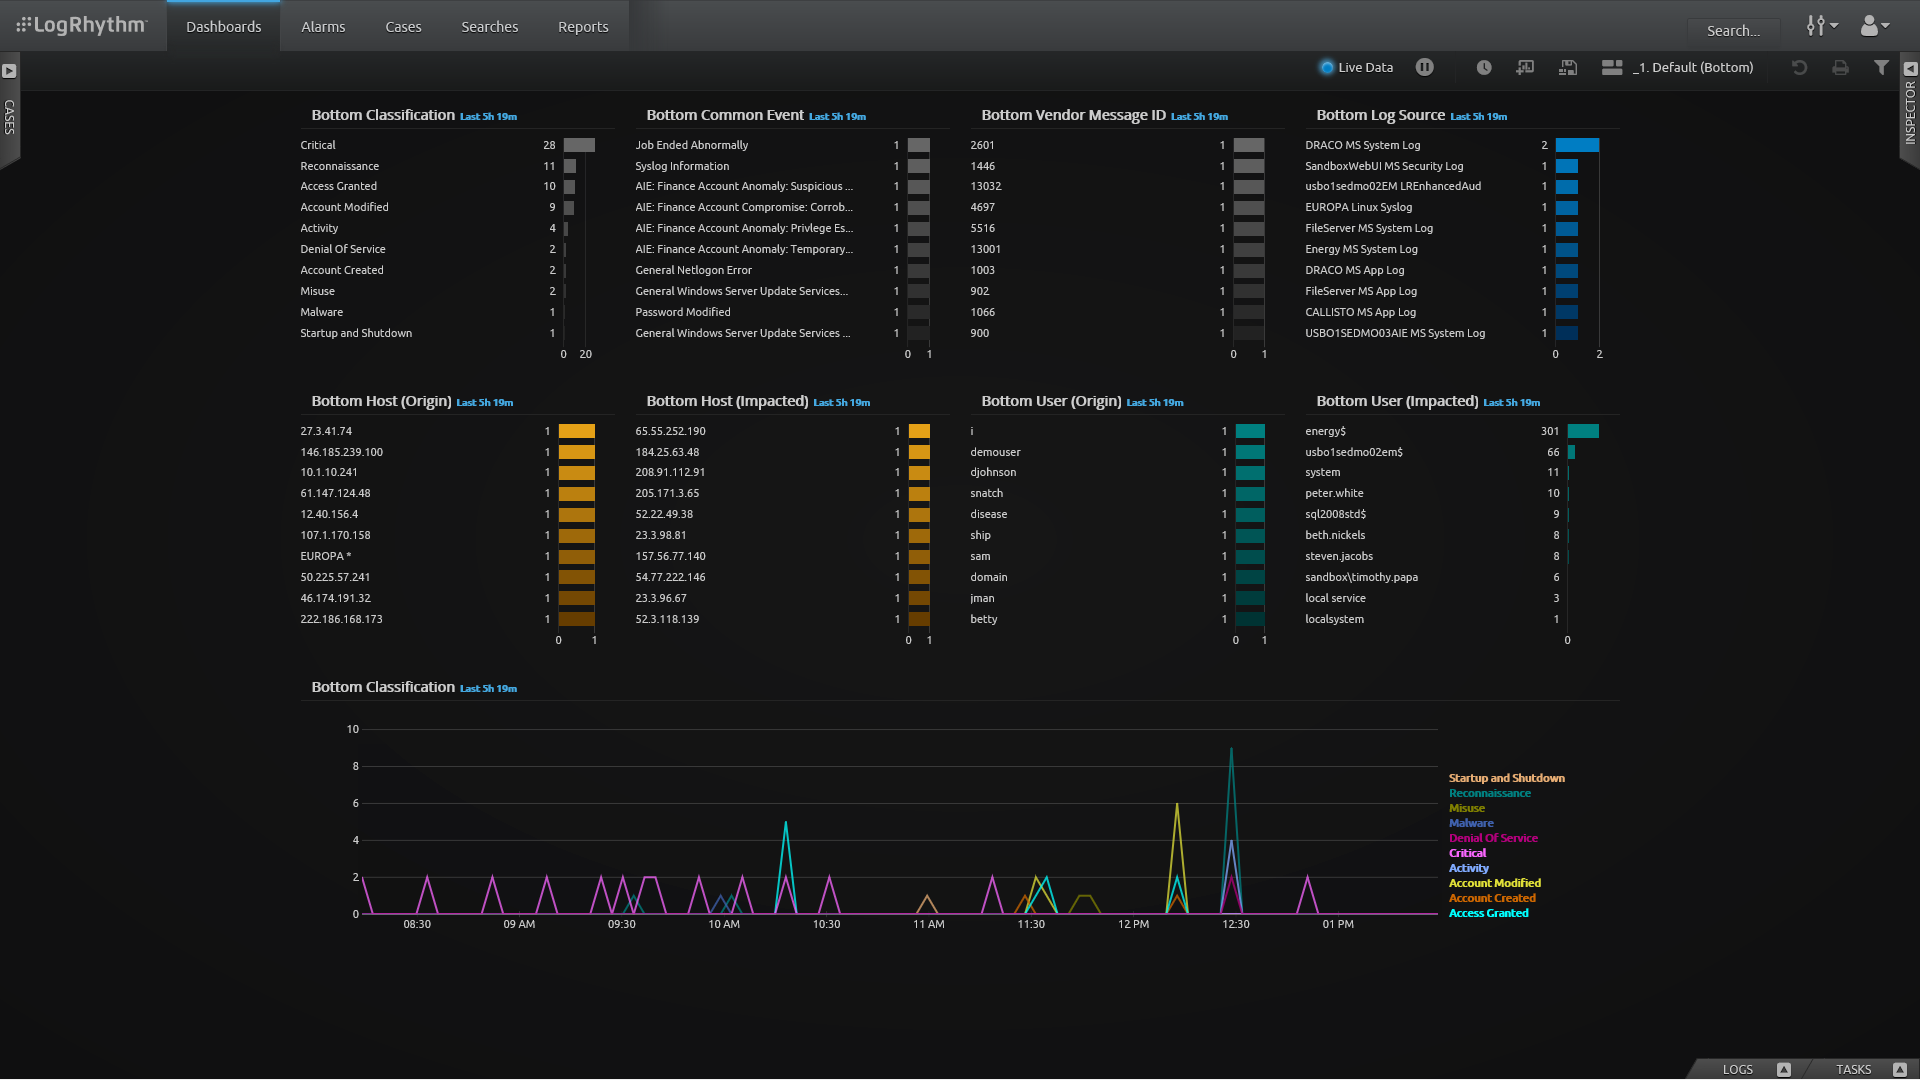 LogRhythm
Dashboards
Alarms
Cases
Searches
Reports
Search...
Live Data
_1. Default (Bottom)
CASES
INSPECTOR
Bottom Classification Last 5h 19m
Critical 28
Reconnaissance 11
Access Granted 10
Account Modified 9
Activity 4
Denial Of Service 2
Account Created 2
Misuse 2
Malware 1
Startup and Shutdown 1
0 20
Bottom Common Event Last 5h 19m
Job Ended Abnormally 1
Syslog Information 1
AIE: Finance Account Anomaly: Suspicious ... 1
AIE: Finance Account Compromise: Corrob... 1
AIE: Finance Account Anomaly: Privlege Es... 1
AIE: Finance Account Anomaly: Temporary... 1
General Netlogon Error 1
General Windows Server Update Services... 1
Password Modified 1
General Windows Server Update Services ... 1
0 1
Bottom Vendor Message ID Last 5h 19m
2601 1
1446 1
13032 1
4697 1
5516 1
13001 1
1003 1
902 1
1066 1
900 1
0 1
Bottom Log Source Last 5h 19m
DRACO MS System Log 2
SandboxWebUI MS Security Log 1
usbo1sedmo02EM LREnhancedAud 1
EUROPA Linux Syslog 1
FileServer MS System Log 1
Energy MS System Log 1
DRACO MS App Log 1
FileServer MS App Log 1
CALLISTO MS App Log 1
USBO1SEDMO03AIE MS System Log 1
0 2
Bottom Host (Origin) Last 5h 19m
27.3.41.74 1
146.185.239.100 1
10.1.10.241 1
61.147.124.48 1
12.40.156.4 1
107.1.170.158 1
EUROPA * 1
50.225.57.241 1
46.174.191.32 1
222.186.168.173 1
0 1
Bottom Host (Impacted) Last 5h 19m
65.55.252.190 1
184.25.63.48 1
208.91.112.91 1
205.171.3.65 1
52.22.49.38 1
23.3.98.81 1
157.56.77.140 1
54.77.222.146 1
23.3.96.67 1
52.3.118.139 1
0 1
Bottom User (Origin) Last 5h 19m
i 1
demouser 1
djohnson 1
snatch 1
disease 1
ship 1
sam 1
domain 1
jman 1
betty 1
0 1
Bottom User (Impacted) Last 5h 19m
energy$ 301
usbo1sedmo02em$ 66
system 11
peter.white 10
sql2008std$ 9
beth.nickels 8
steven.jacobs 8
sandbox\timothy.papa 6
local service 3
localsystem 1
0
Bottom Classification Last 5h 19m
10
8
6
4
2
0
08:30 09 AM 09:30 10 AM 10:30 11 AM 11:30 12 PM 12:30 01 PM
Startup and Shutdown
Reconnaissance
Misuse
Malware
Denial Of Service
Critical
Activity
Account Modified
Account Created
Access Granted
LOGS
TASKS